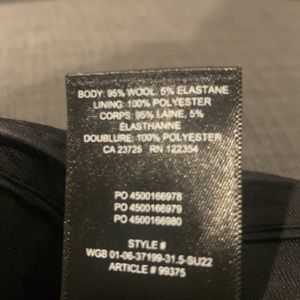 BODY: 95% WOOL, 5% ELASTANE
LINING: 100% POLYESTER
CORPS: 95% LAINE, 5%
ÉLASTHANNE
DOUBLURE: 100% POLYESTER
CA 23725 RN 122354
PO 4500166978
PO 4500166979
PO 4500166980
STYLE #
WGB 01-06-37199-31.5-SU22
ARTICLE # 99375